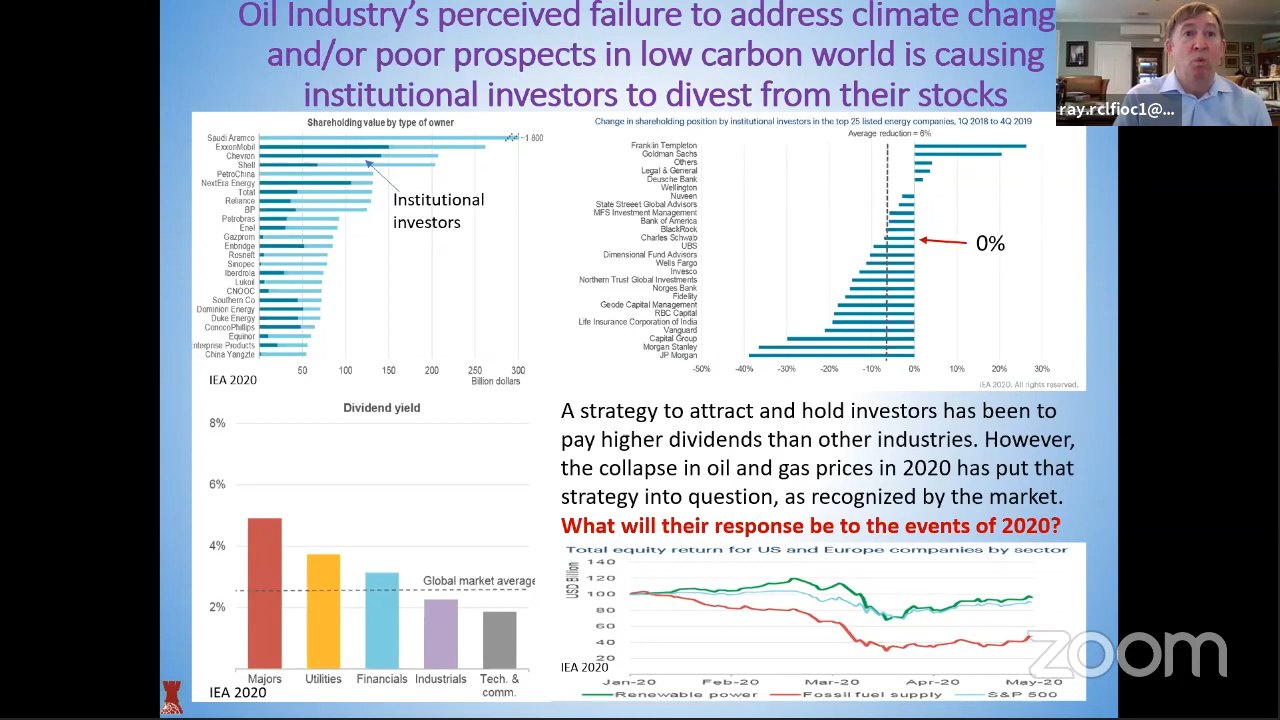 Oil Industry's perceived failure to address climate chang
and/or poor prospects in low carbon world is causing
institutional investors to divest from their stocks
ray.rclfioc1@...
Shareholding value by type of owner
Saudi Aramco
1 800
ExxonMobil
Chevron
Shell
PetroChina
NextEra Energy
Total
Reliance
BP
Petrobras
Enel
Gazprom
Enbridge
Rosneft
Sinopec
Iberdrola
Lukoil
CNOOC
Southern Co
Dominion Energy
Duke Energy
ConocoPhillips
Equinor
nterprise Products
China Yangzte
Institutional
investors
50 100 150 200 250 300
Billion dollars
IEA 2020
Change in shareholding position by institutional investors in the top 25 listed energy companies, 1Q 2018 to 4Q 2019
Average reduction = 6%
Franklin Templeton
Goldman Sachs
Others
Legal & General
Deusche Bank
Wellington
Nuveen
State Streeet Global Advisors
MFS Investment Management
Bank of America
BlackRock
Charles Schwab
UBS
Dimensional Fund Advisors
Wells Fargo
Invesco
Northern Trust Global Investments
Norges Bank
Fidelity
Geode Capital Management
RBC Capital
Life Insurance Corporation of India
Vanguard
Capital Group
Morgan Stanley
JP Morgan
0%
-50% -40% -30% -20% -10% 0% 10% 20% 30%
IEA 2020. All rights reserved.
Dividend yield
8%
6%
4%
2%
Global market average
Majors Utilities Financials Industrials Tech. &
comm.
IEA 2020
A strategy to attract and hold investors has been to
pay higher dividends than other industries. However,
the collapse in oil and gas prices in 2020 has put that
strategy into question, as recognized by the market.
What will their response be to the events of 2020?
Total equity return for US and Europe companies by sector
USD Billion
140
120
100
80
60
40
20
IEA 2020
Jan-20 Feb-20 Mar-20 Apr-20 May-20
Renewable power Fossil fuel supply S&P 500
zoom